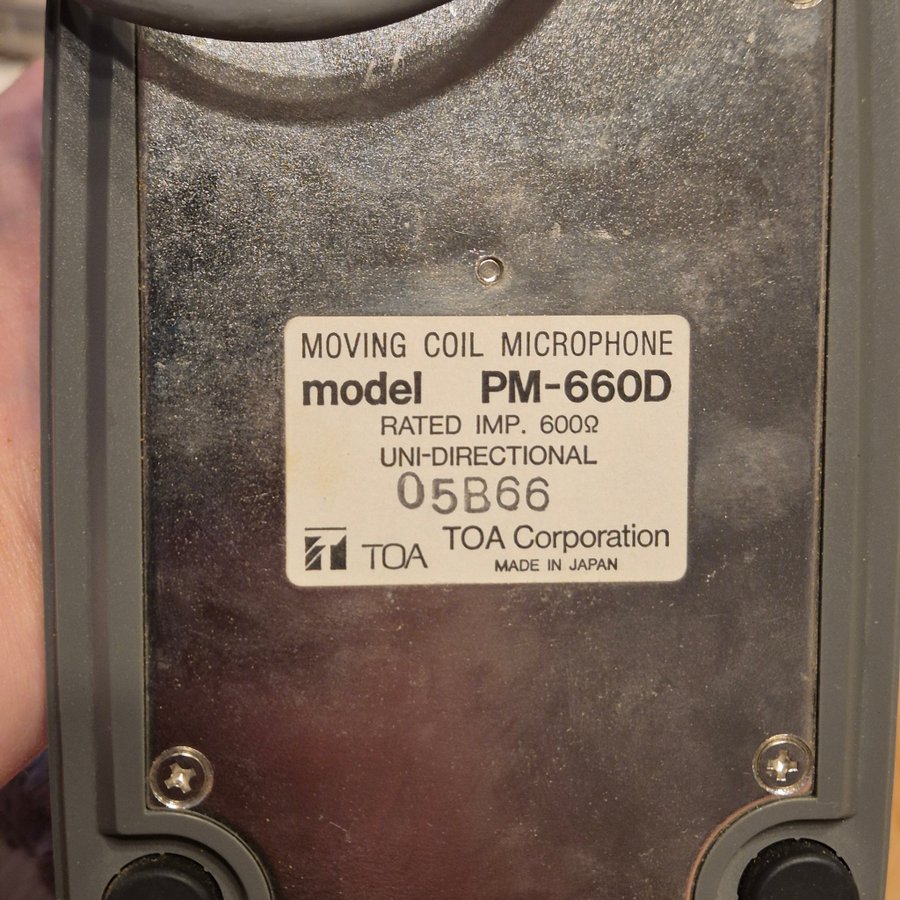 MOVING COIL MICROPHONE
model PM-660D
RATED IMP. 600Ω
UNI-DIRECTIONAL
05B66
TOA TOA Corporation
MADE IN JAPAN